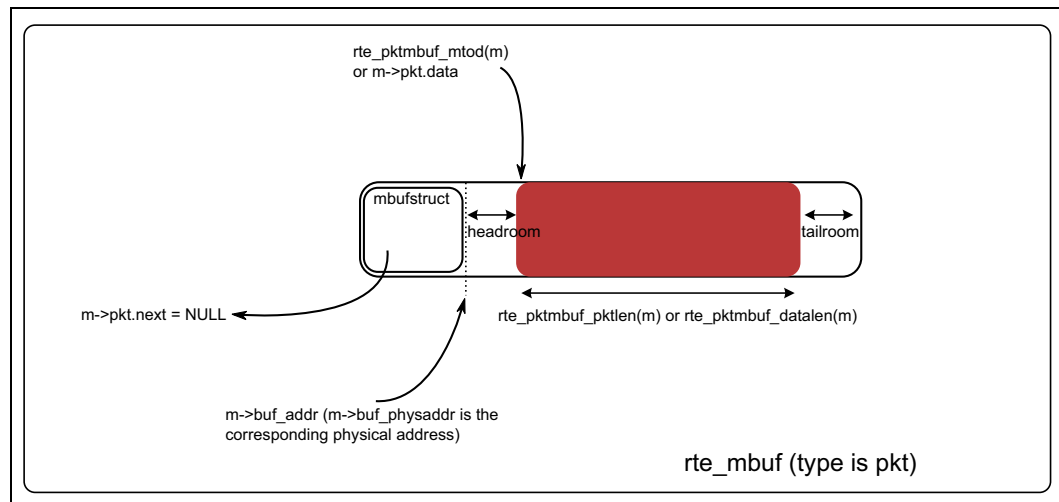 rte_pktmbuf_mtod(m)
or m->pkt.data
mbufstruct
headroom
tailroom
m->pkt.next = NULL
rte_pktmbuf_pktlen(m) or rte_pktmbuf_datalen(m)
m->buf_addr (m->buf_physaddr is the
corresponding physical address)
rte_mbuf (type is pkt)